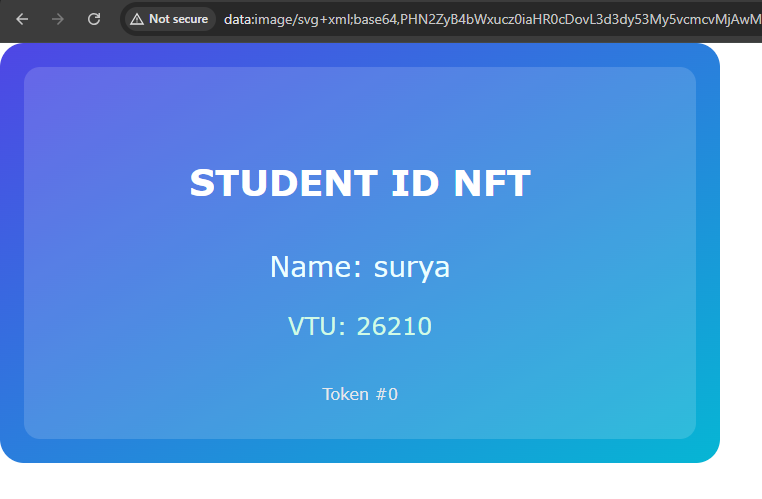 Not secure data:image/svg+xml;base64,PHN2ZyB4bWxucz0iaHR0cDovL3d3dy53My5vcmcvMjAwM
STUDENT ID NFT
Name: surya
VTU: 26210
Token #0